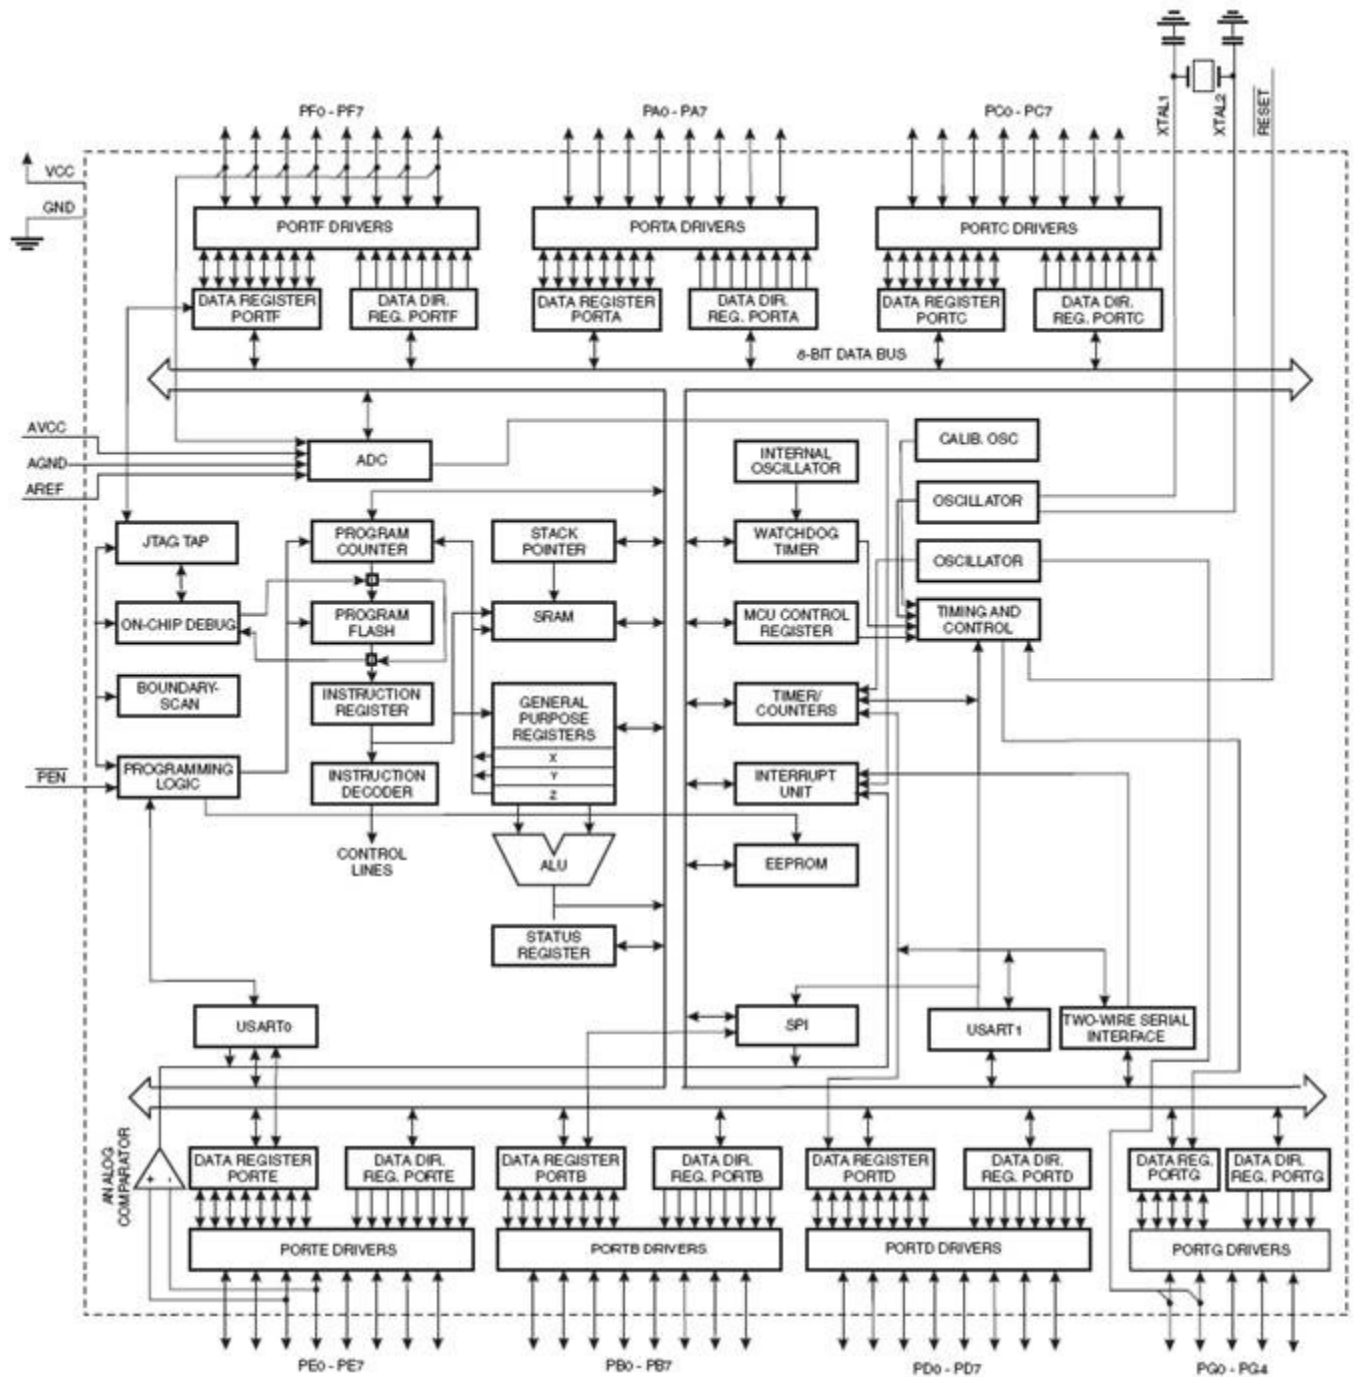 XTAL1
XTAL2
RESET
PF0 - PF7
PA0 - PA7
PC0 - PC7
VCC
GND
PORTF DRIVERS
PORTA DRIVERS
PORTC DRIVERS
DATA REGISTER
PORTF
DATA DIR.
REG. PORTF
DATA REGISTER
PORTA
DATA DIR.
REG. PORTA
DATA REGISTER
PORTC
DATA DIR.
REG. PORTC
8-BIT DATA BUS
AVCC
AGND
AREF
ADC
INTERNAL
OSCILLATOR
CALIB. OSC
OSCILLATOR
JTAG TAP
PROGRAM
COUNTER
STACK
POINTER
WATCHDOG
TIMER
OSCILLATOR
ON-CHIP DEBUG
PROGRAM
FLASH
SRAM
MCU CONTROL
REGISTER
TIMING AND
CONTROL
BOUNDARY-
SCAN
INSTRUCTION
REGISTER
GENERAL
PURPOSE
REGISTERS
X
Y
Z
TIMER/
COUNTERS
PEN
PROGRAMMING
LOGIC
INSTRUCTION
DECODER
INTERRUPT
UNIT
CONTROL
LINES
ALU
EEPROM
STATUS
REGISTER
USART0
SPI
USART1
TWO-WIRE SERIAL
INTERFACE
ANALOG
COMPARATOR
+
-
DATA REGISTER
PORTE
DATA DIR.
REG. PORTE
DATA REGISTER
PORTB
DATA DIR.
REG. PORTB
DATA REGISTER
PORTD
DATA DIR.
REG. PORTD
DATA REG.
PORTG
DATA DIR.
REG. PORTG
PORTE DRIVERS
PORTB DRIVERS
PORTD DRIVERS
PORTG DRIVERS
PE0 - PE7
PB0 - PB7
PD0 - PD7
PG0 - PG4